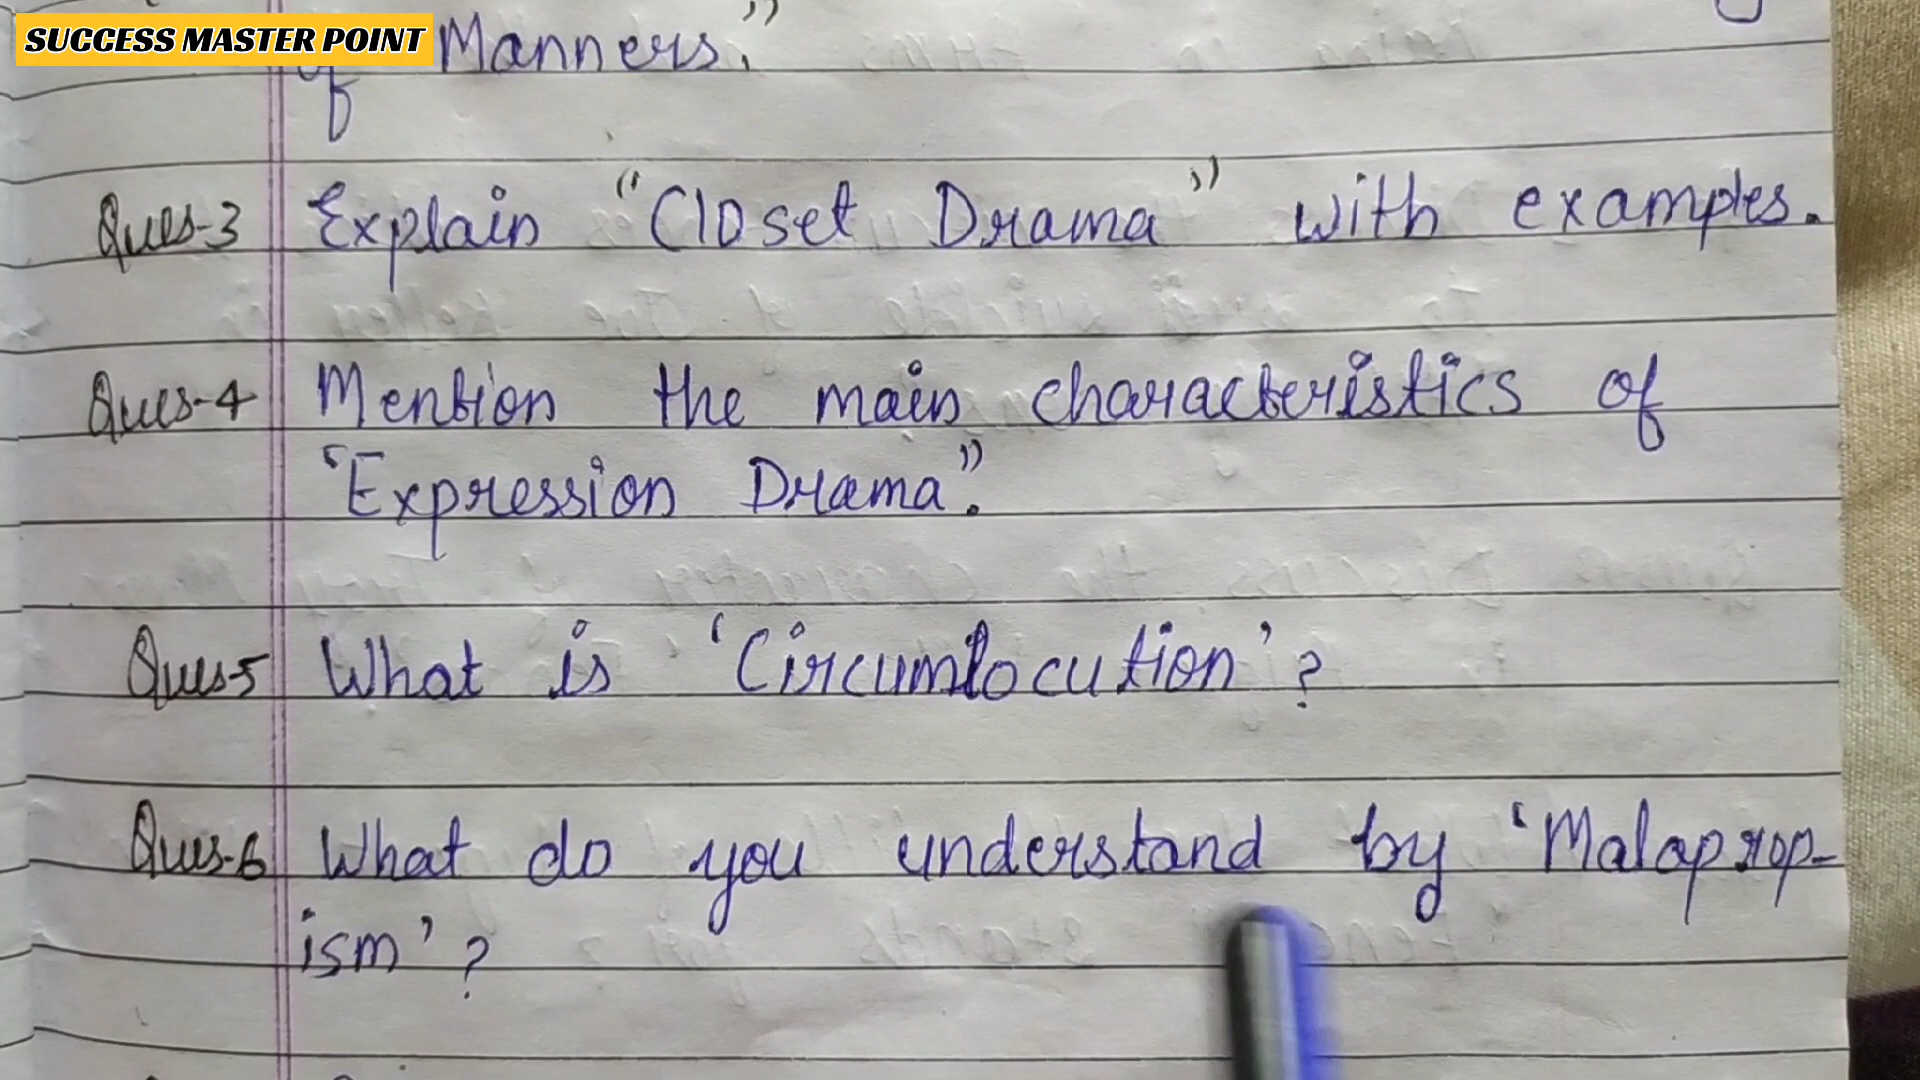 SUCCESS MASTER POINT
of Manners."
Ques-3 Explain "Closet Drama" with examples.
Ques-4 Mention the main characteristics of
"Expression Drama".
Ques-5 What is 'Circumlocution'?
Ques-6 What do you understand by 'Malaprop-
ism'?